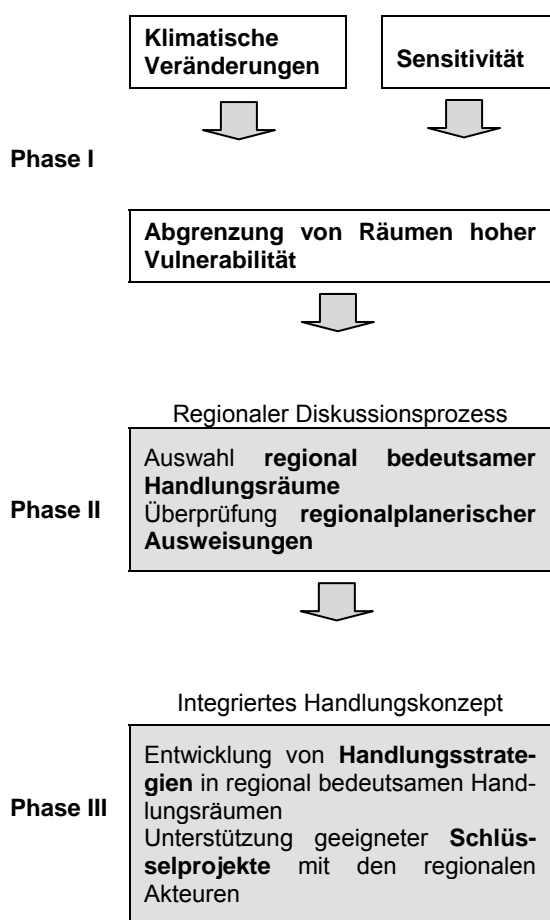 Klimatische
Veränderungen
Sensitivität
Phase I
Abgrenzung von Räumen hoher
Vulnerabilität
Regionaler Diskussionsprozess
Auswahl regional bedeutsamer
Handlungsräume
Überprüfung regionalplanerischer
Ausweisungen
Phase II
Integriertes Handlungskonzept
Entwicklung von Handlungsstrate-
gien in regional bedeutsamen Hand-
lungsräumen
Unterstützung geeigneter Schlüs-
selprojekte mit den regionalen
Akteuren
Phase III